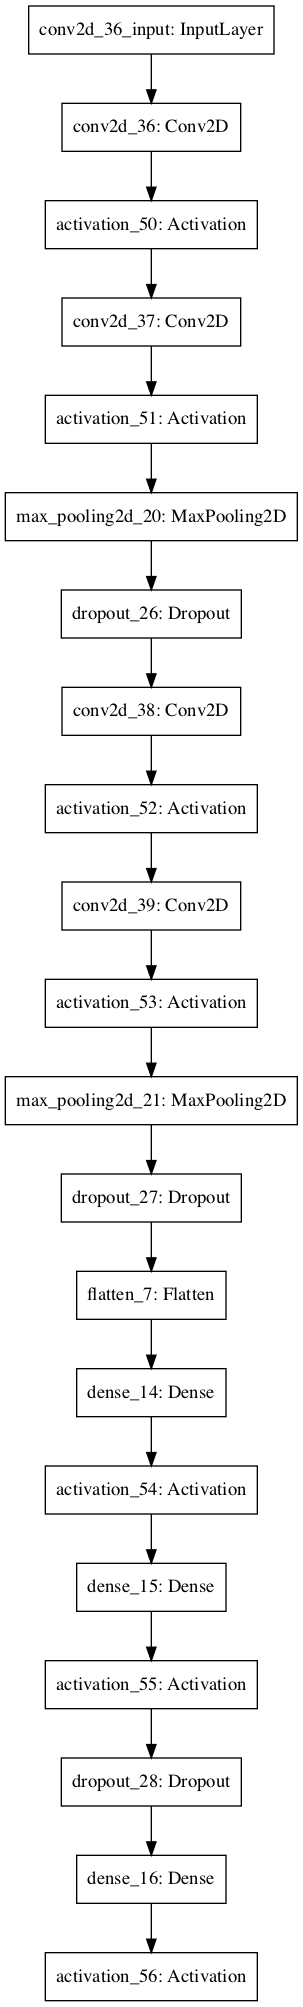 conv2d_36_input: InputLayer
conv2d_36: Conv2D
activation_50: Activation
conv2d_37: Conv2D
activation_51: Activation
max_pooling2d_20: MaxPooling2D
dropout_26: Dropout
conv2d_38: Conv2D
activation_52: Activation
conv2d_39: Conv2D
activation_53: Activation
max_pooling2d_21: MaxPooling2D
dropout_27: Dropout
flatten_7: Flatten
dense_14: Dense
activation_54: Activation
dense_15: Dense
activation_55: Activation
dropout_28: Dropout
dense_16: Dense
activation_56: Activation